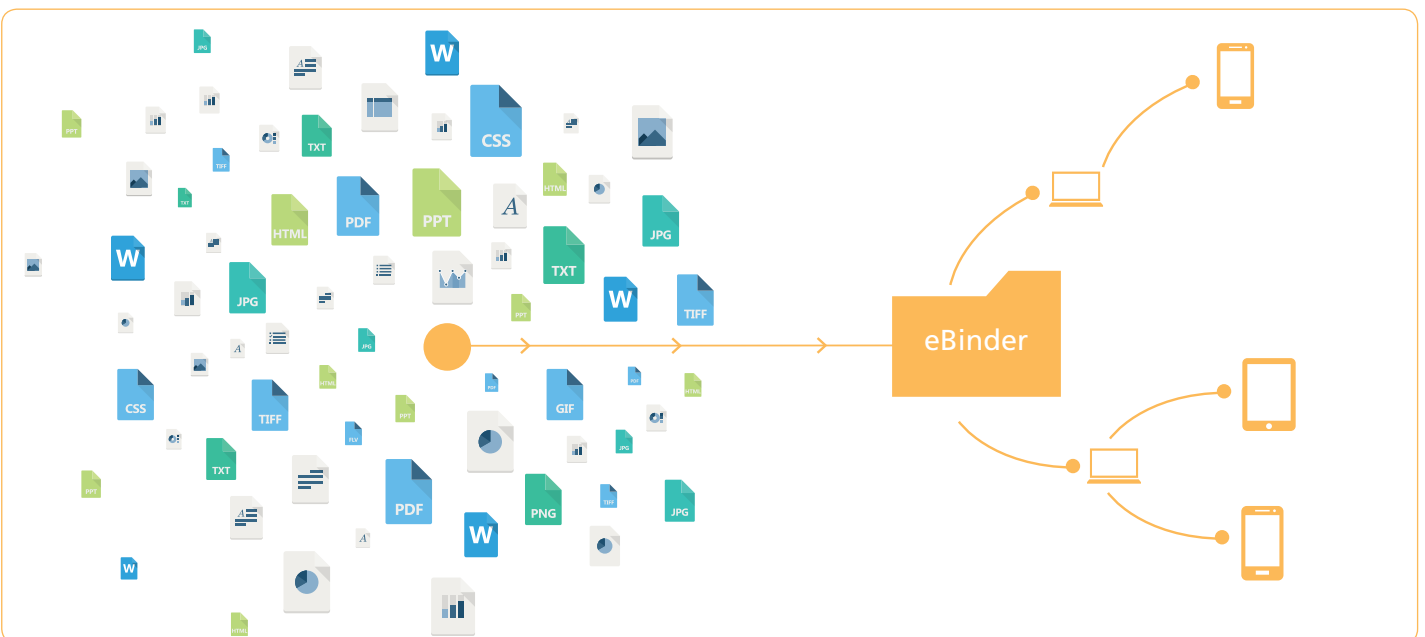 JPG
W
CSS
PPT
TXT
TIFF
HTML
TXT
PDF
PPT
A
HTML
JPG
W
JPG
TXT
W
TIFF
PPT
A
JPG
CSS
TIFF
HTML
PPT
PDF
GIF
PDF
HTML
FLV
TXT
JPG
PPT
A
PDF
PNG
TIFF
JPG
W
A
W
HTML
eBinder